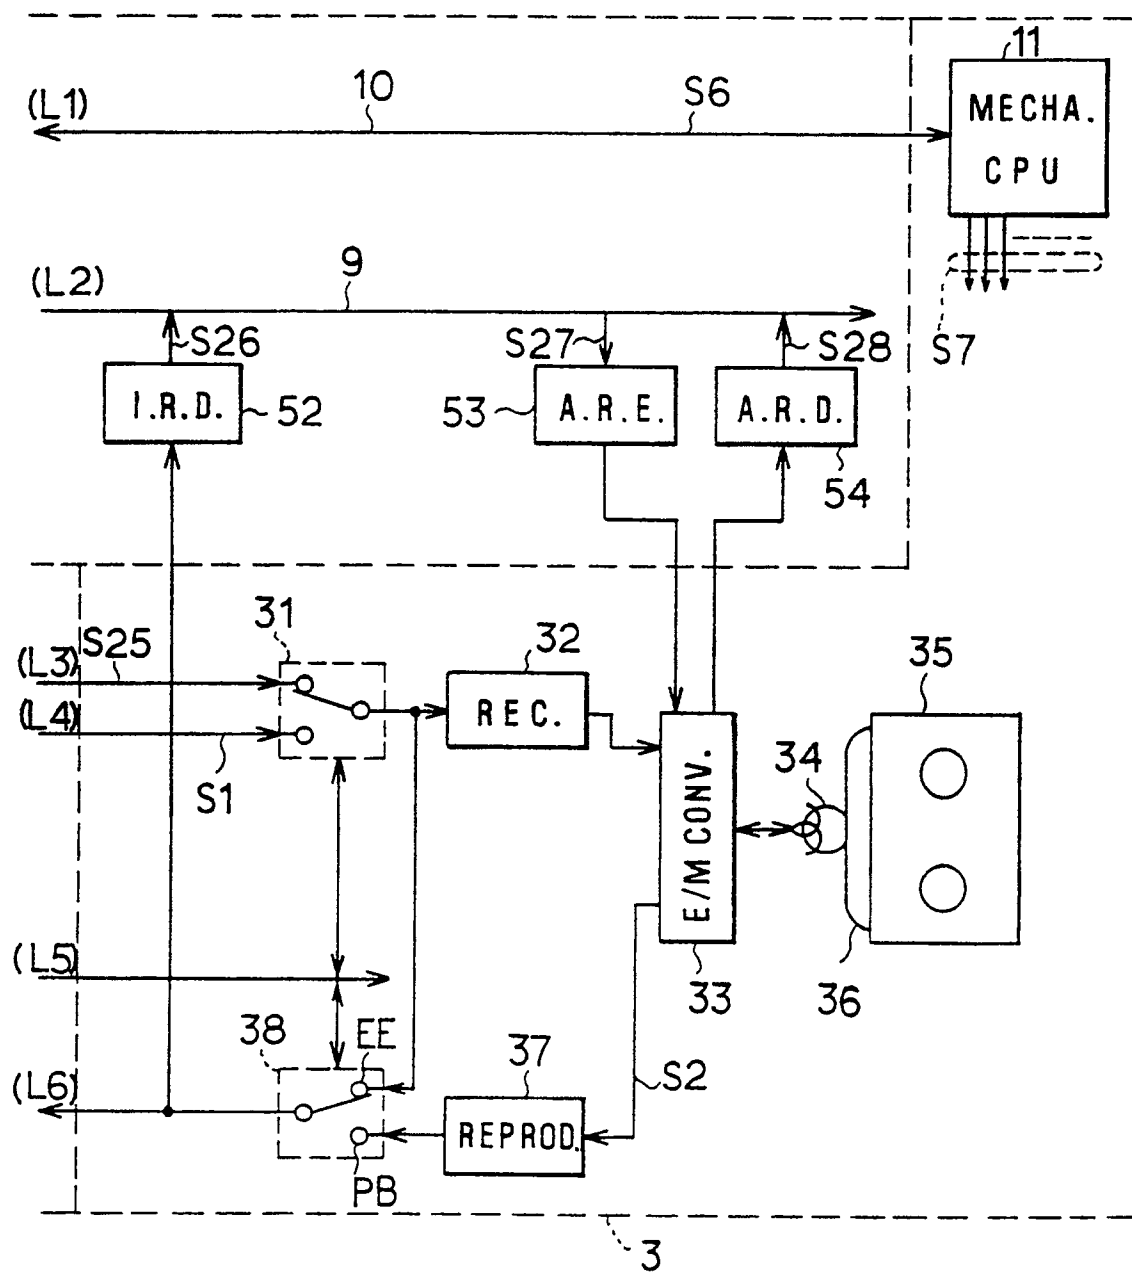 11
10
S6
(L1)
MECHA.
CPU
9
(L2)
S26
S27
S28
S7
I.R.D.
52
53
A.R.E.
A.R.D.
54
31
32
35
S25
(L3)
(L4)
REC.
34
S1
E/M CONV.
(L5)
33
36
38
EE
37
S2
(L6)
REPROD.
PB
3